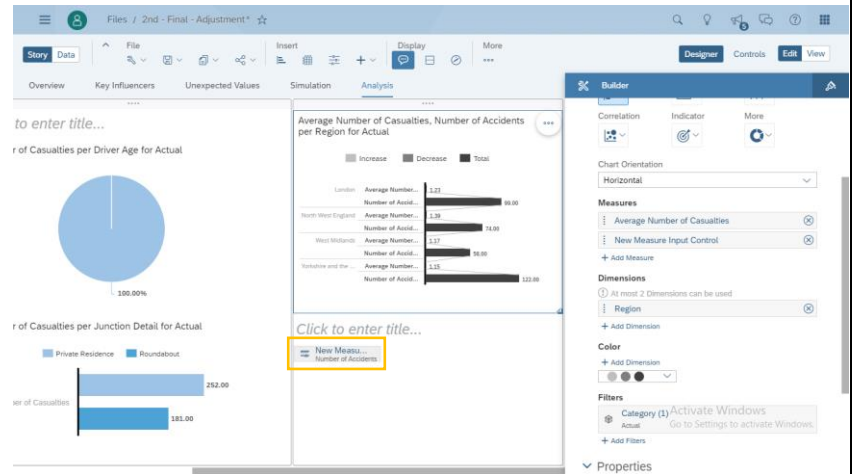 Files / 2nd - Final - Adjustment*
Story Data
File
Insert
Display
More
Designer Controls Edit View
Overview Key Influencers Unexpected Values Simulation Analysis
Builder
to enter title...
r of Casualties per Driver Age for Actual
100.00%
r of Casualties per Junction Detail for Actual
Private Residence Roundabout
252.00
er of Casualties
181.00
Average Number of Casualties, Number of Accidents
per Region for Actual
Increase Decrease Total
London Average Number... 1.23
Number of Accid... 98.00
North West England Average Number... 1.39
Number of Accid... 74.00
West Midlands Average Number... 1.17
Number of Accid...
Yorkshire and the ... Average Number... 1.15
Number of Accid... 122.00
Click to enter title...
New Measu...
Number of Accidents
Correlation Indicator More
Chart Orientation
Horizontal
Measures
Average Number of Casualties
New Measure Input Control
+ Add Measure
Dimensions
At most 2 Dimensions can be used
Region
+ Add Dimension
Color
+ Add Dimension
Filters
Category (1)
Actual
+ Add Filters
Properties
Activate Windows
Go to Settings to activate Windows.